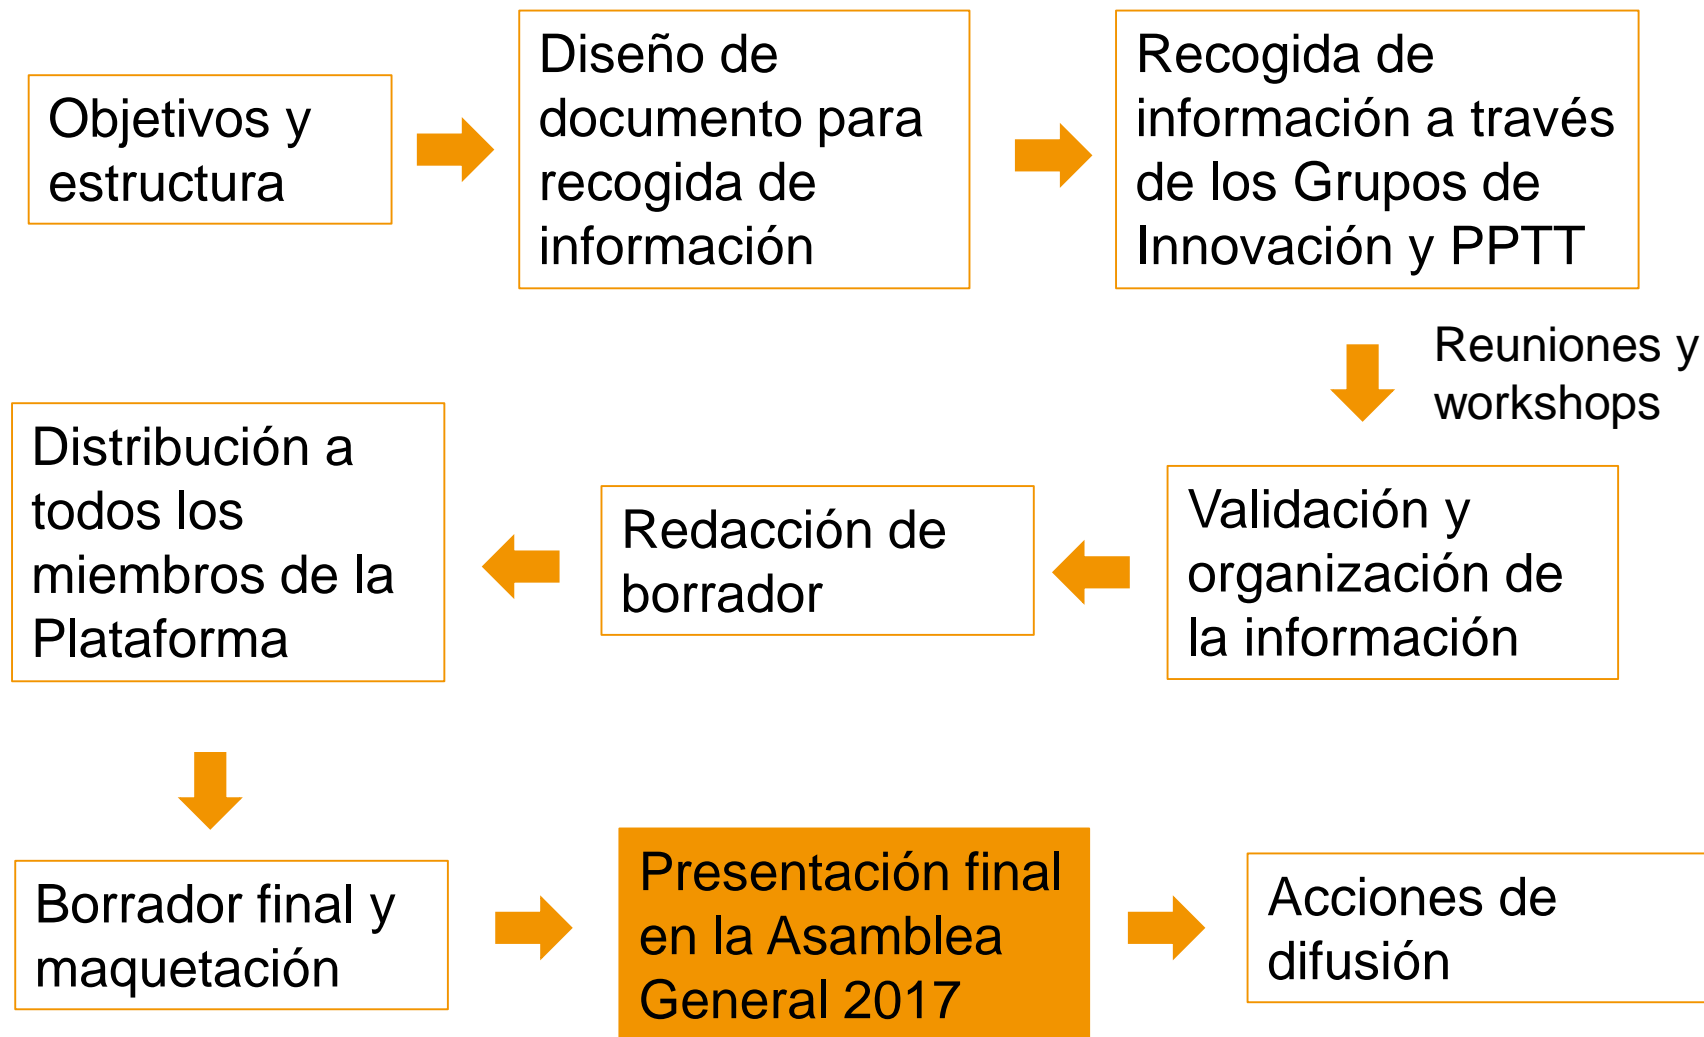 Objetivos y
estructura
Diseño de
documento para
recogida de
información
Recogida de
información a través
de los Grupos de
Innovación y PPTT
Reuniones y
workshops
Validación y
organización de
la información
Redacción de
borrador
Distribución a
todos los
miembros de la
Plataforma
Borrador final y
maquetación
Presentación final
en la Asamblea
General 2017
Acciones de
difusión